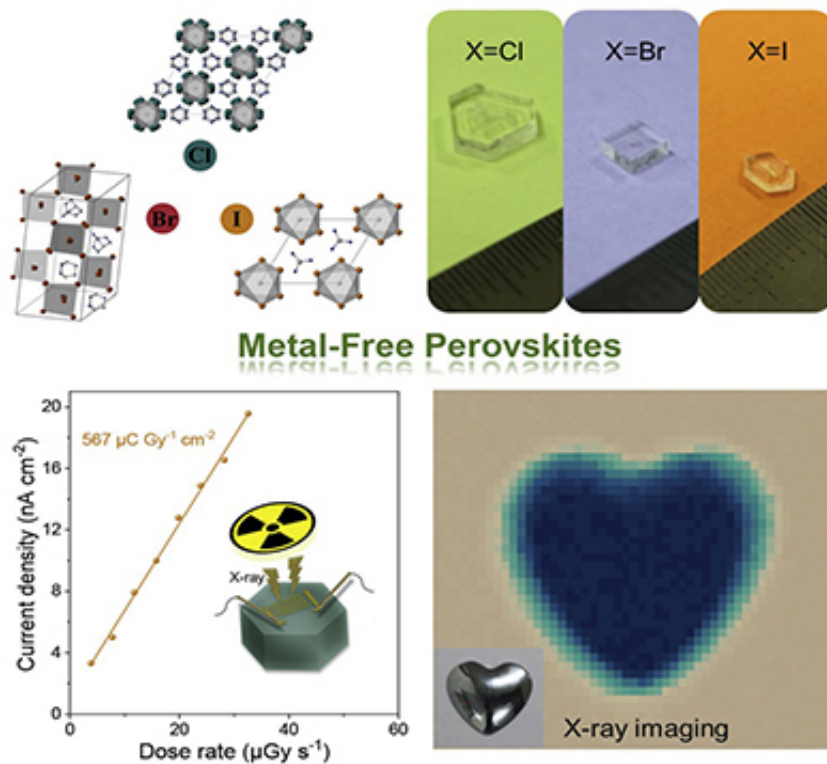 Cl
Br
I
X=Cl
X=Br
X=I
Metal-Free Perovskites
20
16
12
8
4
0
Current density (nA cm⁻²)
567 µC Gy⁻¹ cm⁻²
X-ray
0
20
40
60
Dose rate (µGy s⁻¹)
X-ray imaging